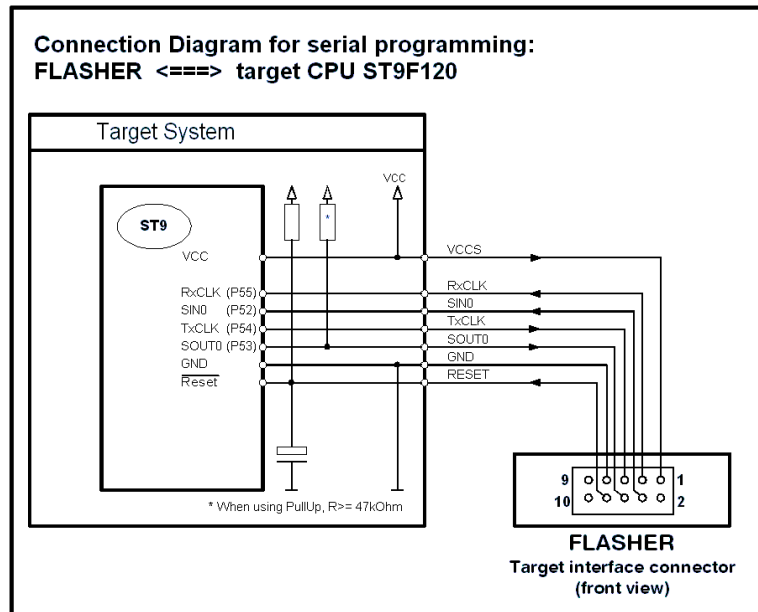 Connection Diagram for serial programming:
FLASHER <===> target CPU ST9F120
Target System
VCC
ST9
*
VCC
VCCS
RxCLK (P55)
RxCLK
SIN0 (P52)
SIN0
TxCLK (P54)
TxCLK
SOUT0 (P53)
SOUT0
GND
GND
Reset
RESET
* When using PullUp, R>= 47kOhm
9
1
10
2
FLASHER
Target interface connector
(front view)